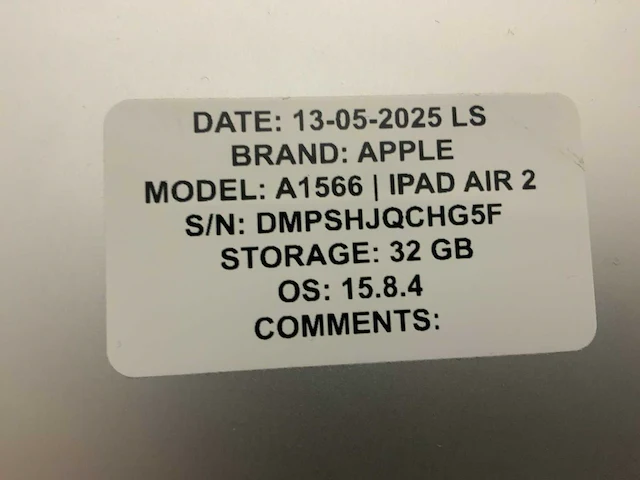 DATE: 13-05-2025 LS
BRAND: APPLE
MODEL: A1566 | IPAD AIR 2
S/N: DMPSHJQCHG5F
STORAGE: 32 GB
OS: 15.8.4
COMMENTS: